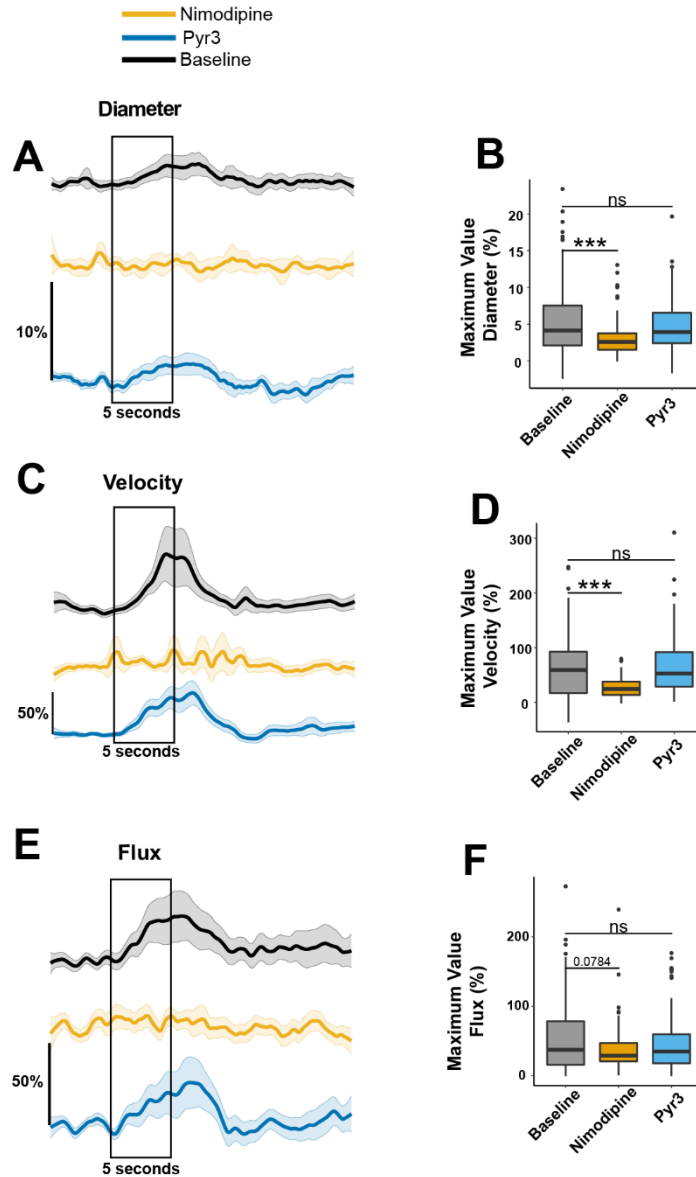 Nimodipine
Pyr3
Baseline
Diameter
A
10%
5 seconds
B
Maximum Value
Diameter (%)
20
15
10
5
0
ns
***
Baseline
Nimodipine
Pyr3
C
Velocity
50%
5 seconds
D
Maximum Value
Velocity (%)
300
200
100
0
ns
***
Baseline
Nimodipine
Pyr3
E
Flux
50%
5 seconds
F
Maximum Value
Flux (%)
200
100
50
0
ns
0.0784
Baseline
Nimodipine
Pyr3